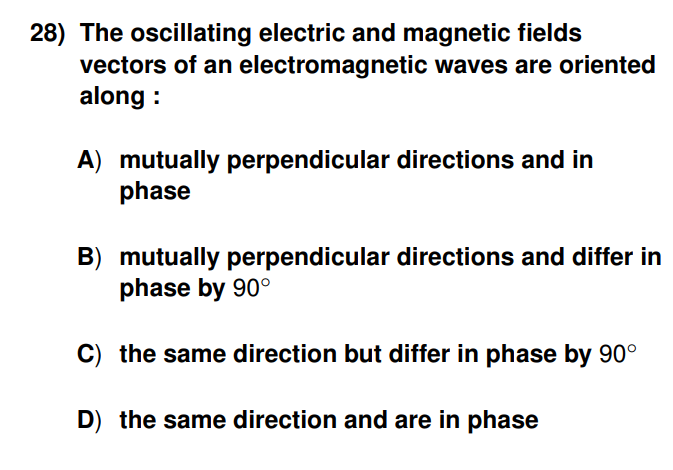 28) The oscillating electric and magnetic fields
vectors of an electromagnetic waves are oriented
along :
A) mutually perpendicular directions and in
phase
B) mutually perpendicular directions and differ in
phase by 90°
C) the same direction but differ in phase by 90°
D) the same direction and are in phase